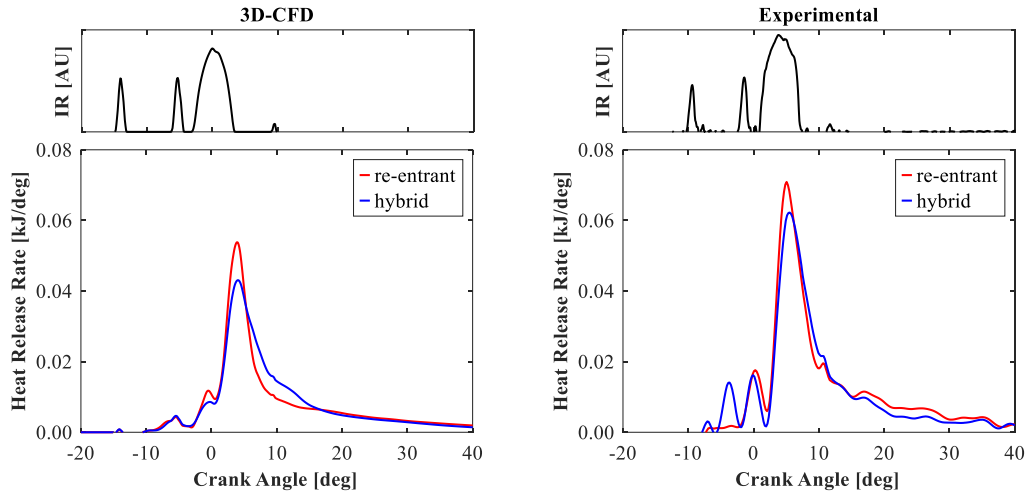 3D-CFD
IR [AU]
0.08
0.06
0.04
0.02
0.00
Heat Release Rate [kJ/deg]
re-entrant
hybrid
-20 -10 0 10 20 30 40
Crank Angle [deg]
Experimental
IR [AU]
0.08
0.06
0.04
0.02
0.00
Heat Release Rate [kJ/deg]
re-entrant
hybrid
-20 -10 0 10 20 30 40
Crank Angle [deg]